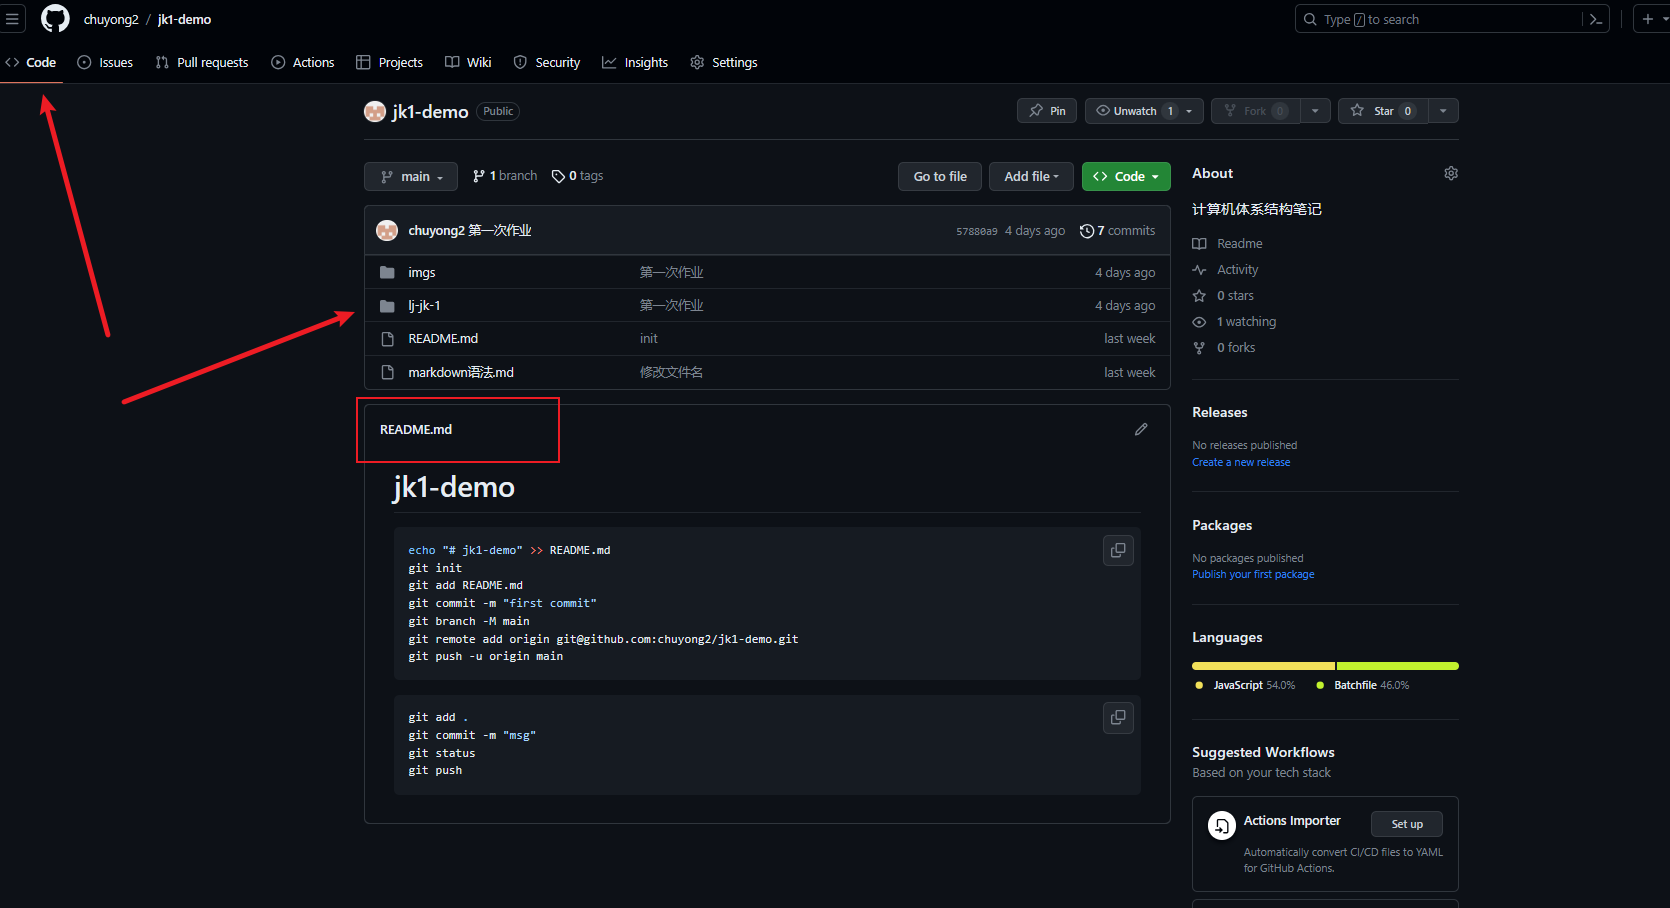 chuyong2 / jk1-demo
Type / to search
Code Issues Pull requests Actions Projects Wiki Security Insights Settings
jk1-demo Public
Pin Unwatch 1 Fork 0 Star 0
main 1 branch 0 tags Go to file Add file Code
chuyong2 第一次作业 57880a9 4 days ago 7 commits
imgs 第一次作业 4 days ago
lj-jk-1 第一次作业 4 days ago
README.md init last week
markdown语法.md 修改文件名 last week
README.md
jk1-demo
echo "# jk1-demo" >> README.md
git init
git add README.md
git commit -m "first commit"
git branch -M main
git remote add origin git@github.com:chuyong2/jk1-demo.git
git push -u origin main
git add .
git commit -m "msg"
git status
git push
About
计算机体系结构笔记
Readme
Activity
0 stars
1 watching
0 forks
Releases
No releases published
Create a new release
Packages
No packages published
Publish your first package
Languages
JavaScript 54.0% Batchfile 46.0%
Suggested Workflows
Based on your tech stack
Actions Importer Set up
Automatically convert CI/CD files to YAML
for GitHub Actions.